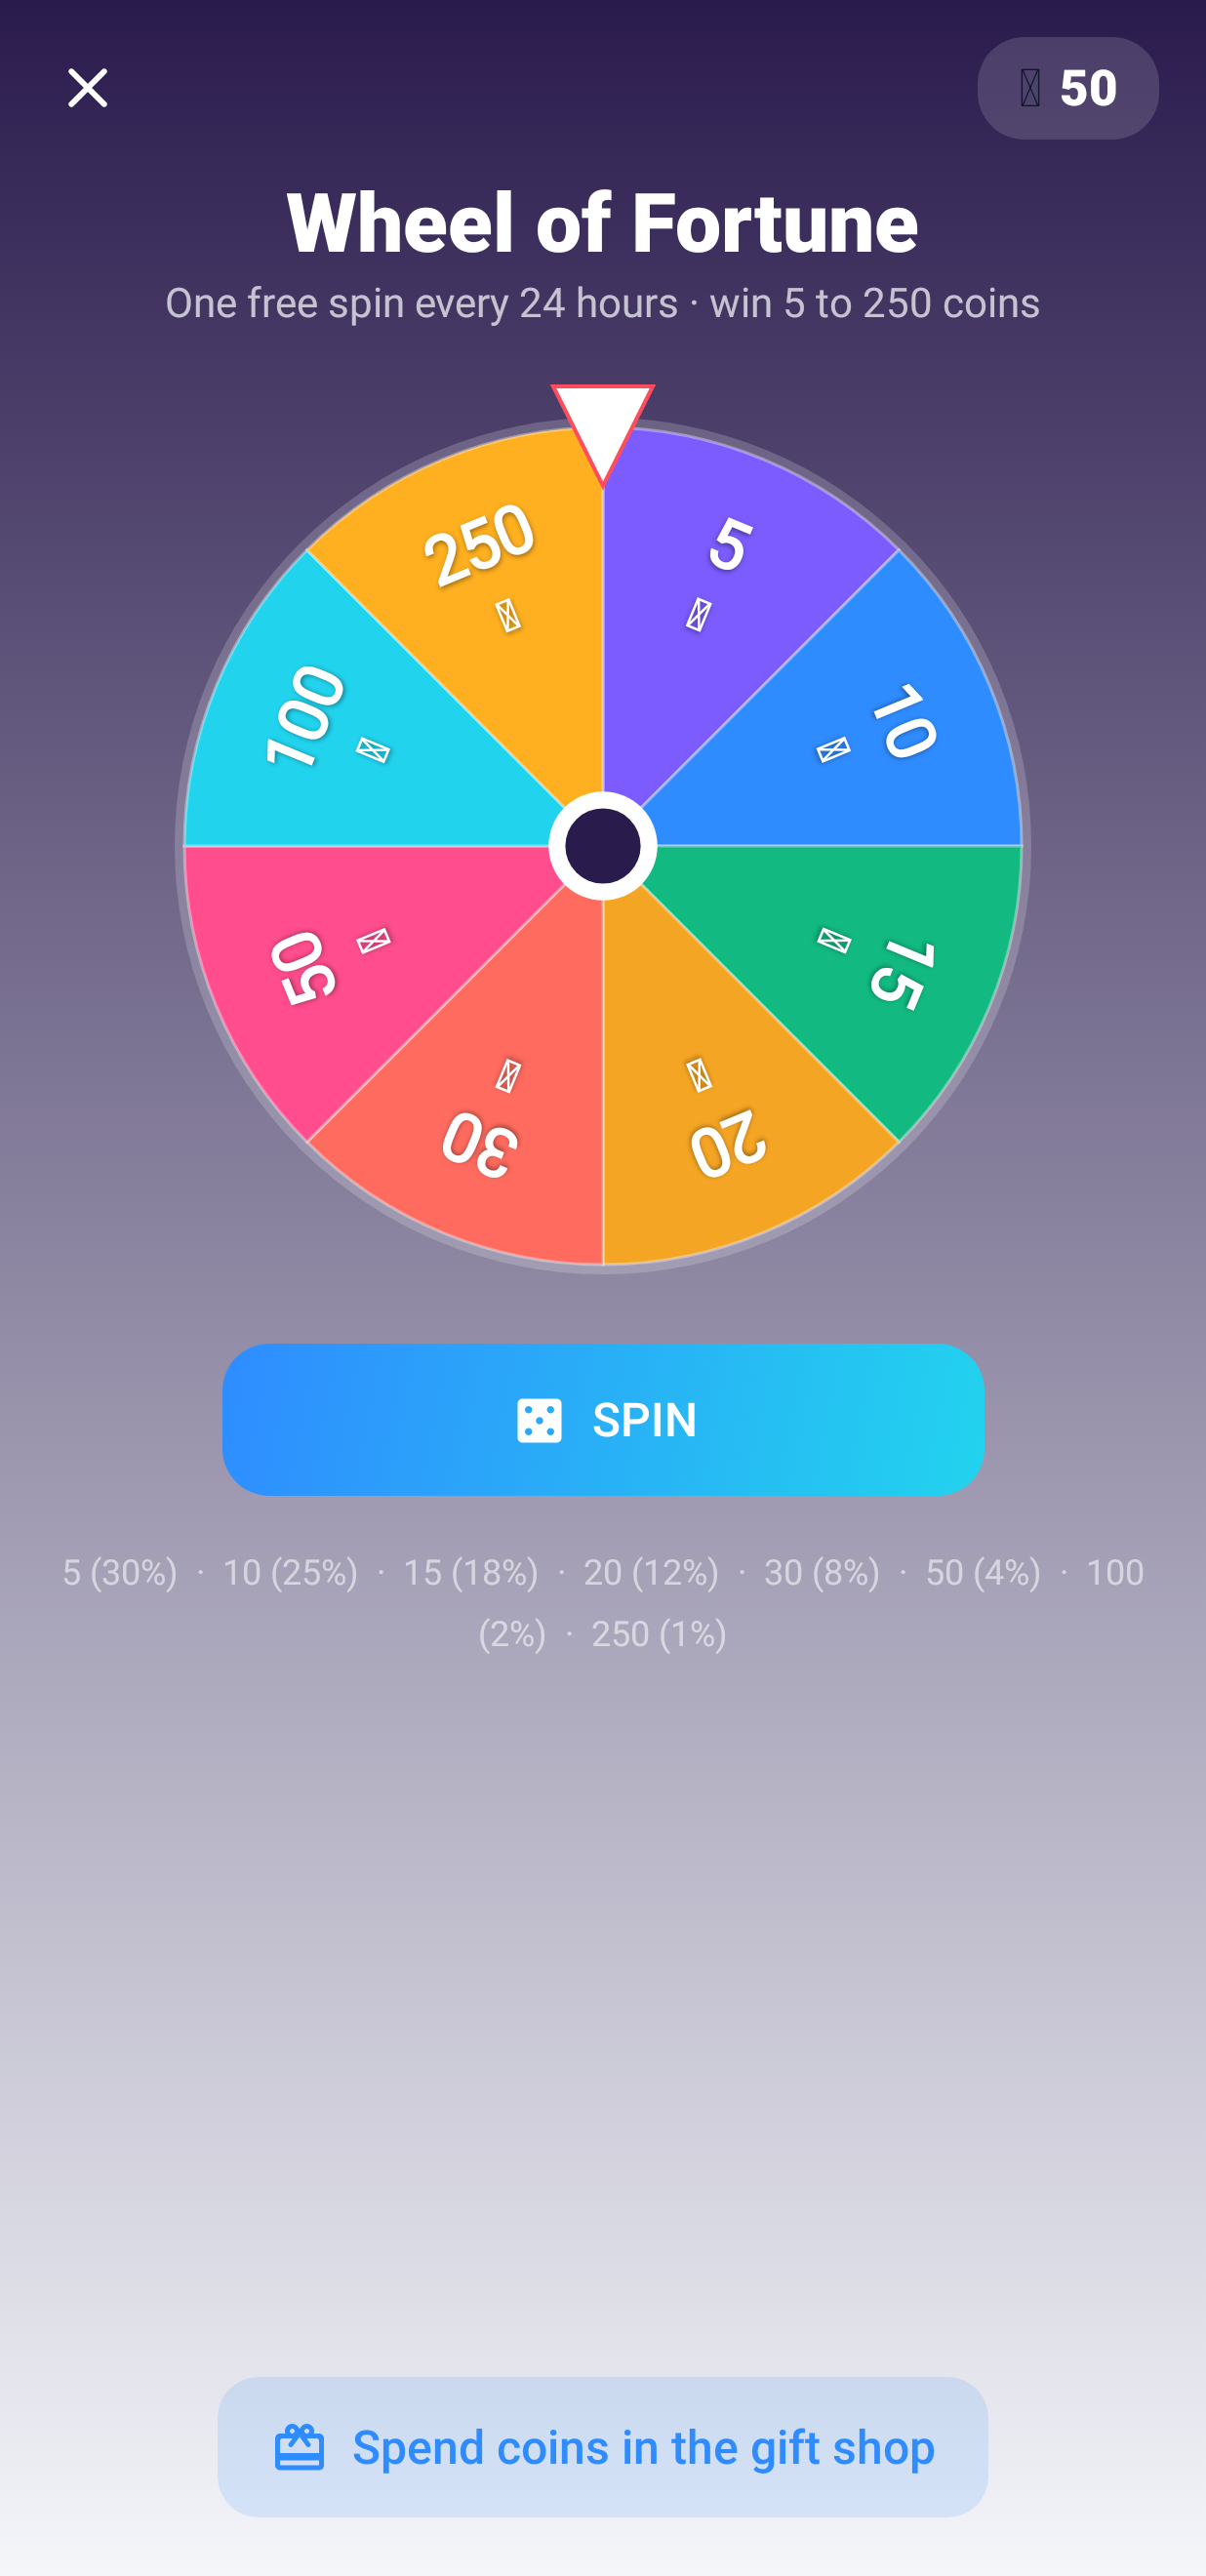 50
Wheel of Fortune
One free spin every 24 hours · win 5 to 250 coins
250
5
100
10
50
15
30
20
SPIN
5 (30%) · 10 (25%) · 15 (18%) · 20 (12%) · 30 (8%) · 50 (4%) · 100
(2%) · 250 (1%)
Spend coins in the gift shop